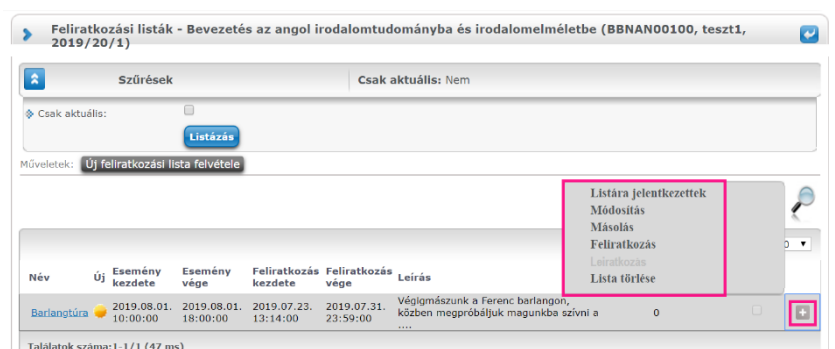 Feliratkozási listák - Bevezetés az angol irodalomtudományba és irodalomelméletbe (BBNAN00100, teszt1,
2019/20/1)
Szűrések
Csak aktuális: Nem
Csak aktuális:
Listázás
Műveletek: Új feliratkozási lista felvétele
Listára jelentkezettek
Módosítás
Másolás
Feliratkozás
Leiratkozás
Lista törlése
0
Név Új Esemény kezdete Esemény vége Feliratkozás kezdete Feliratkozás vége Leírás
Barlangtúra 2019.08.01. 10:00:00 2019.08.01. 18:00:00 2019.07.23. 13:14:00 2019.07.31. 23:59:00 Végigmászunk a Ferenc barlangon, közben megpróbáljuk magunkba szívni a .... 0
Találatok száma:1-1/1 (47 ms)